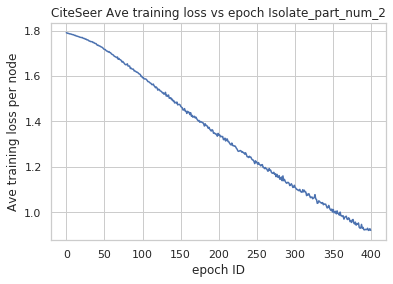 CiteSeer Ave training loss vs epoch Isolate_part_num_2
Ave training loss per node
1.8
1.6
1.4
1.2
1.0
0 50 100 150 200 250 300 350 400
epoch ID